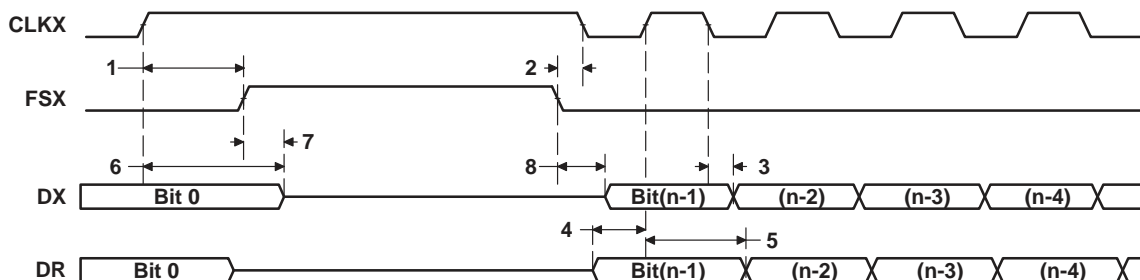 CLKX
1 2
FSX
7
6 8 3
DX Bit 0 Bit(n-1) (n-2) (n-3) (n-4)
4 5
DR Bit 0 Bit(n-1) (n-2) (n-3) (n-4)